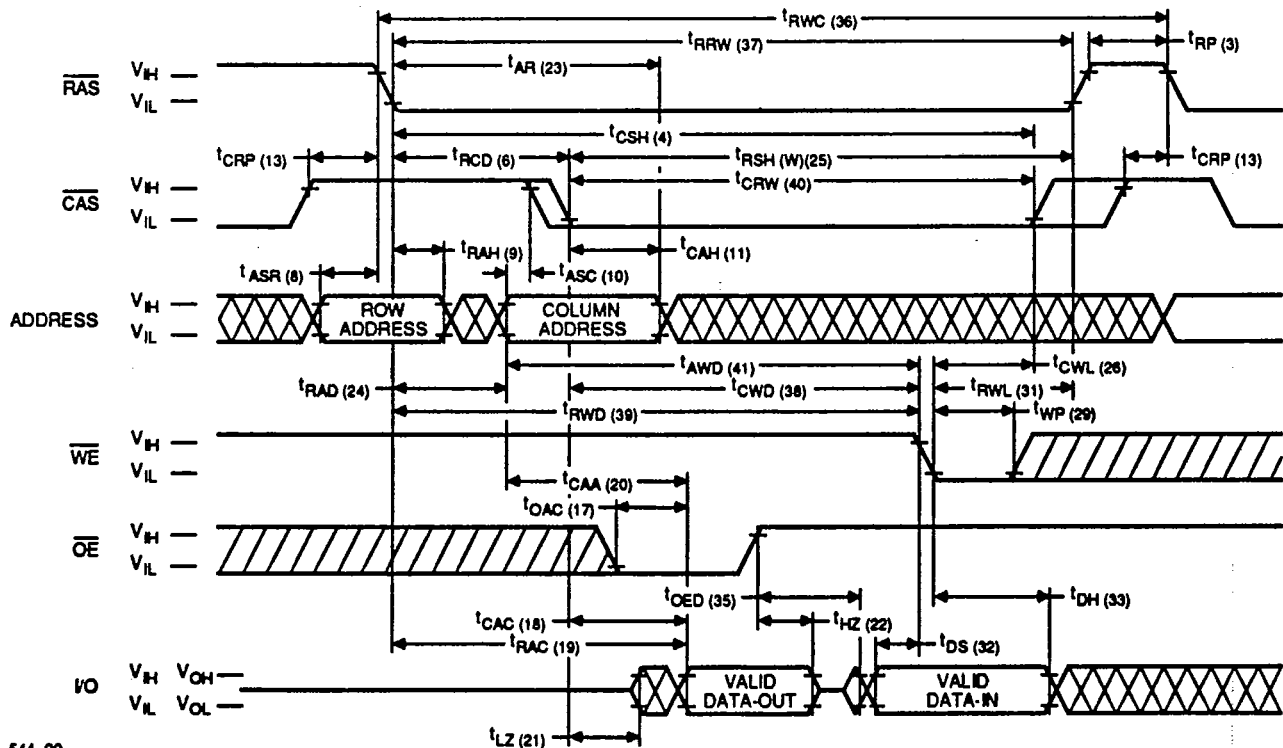 tRWC (36)
tRRW (37)
tRP (3)
tAR (23)
RAS
VIH
VIL
tCSH (4)
tCRP (13)
tRCD (6)
tRSH (W)(25)
tCRP (13)
CAS
VIH
VIL
tCRW (40)
tRAH (9)
tCAH (11)
tASR (8)
tASC (10)
ADDRESS
VIH
VIL
ROW
ADDRESS
COLUMN
ADDRESS
tAWD (41)
tCWL (26)
tRAD (24)
tCWD (38)
tRWL (31)
tRWD (39)
tWP (29)
WE
VIH
VIL
tCAA (20)
tOAC (17)
OE
VIH
VIL
tOED (35)
tDH (33)
tCAC (18)
tHZ (22)
tRAC (19)
tDS (32)
I/O
VIH VOH
VIL VOL
VALID
DATA-OUT
VALID
DATA-IN
tLZ (21)